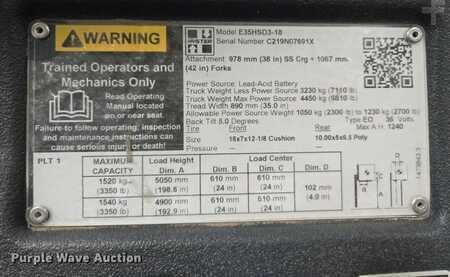 WARNING
Trained Operators and
Mechanics Only
Operators Manual located
on or near seat.
Failure to follow operating, inspection
and maintenance instructions can
cause serious injury or death!
HYSTER
Model E35HSD3-18
Serial Number C219N07691X
Attachment 978 mm (38 in) SS Crg + 1067 mm
(42 in) Forks
Power Source: Lead-Acid Battery
Truck Weight Less Power Source 3230 kg (7110 lb)
Truck Weight Max Power Source 4450 kg (9810 lb)
Tread Width 890 mm (35.0 in)
Allowable Power Source Weight 1050 kg (2300 lb) to 1230 kg (2700 lb)
Back Tilt 5.0 Degrees Type EO 36 Volts
Max A.H. 1240
Tire Size 16x7x12-1/8 Cushion 10.00x5x6.5 Poly
Pressure — —
PLT 1
MAXIMUM CAPACITY Load Height Dim. A Load Center Dim. B Dim. C Dim. D
1520 kg (3350 lb) 5050 mm (198.8 in) 610 mm (24 in) 610 mm (24 in) 102 mm (4.0 in)
1540 kg (3350 lb) 4900 mm (192.9 in) 610 mm (24 in) 610 mm (24 in)
Purple Wave Auction